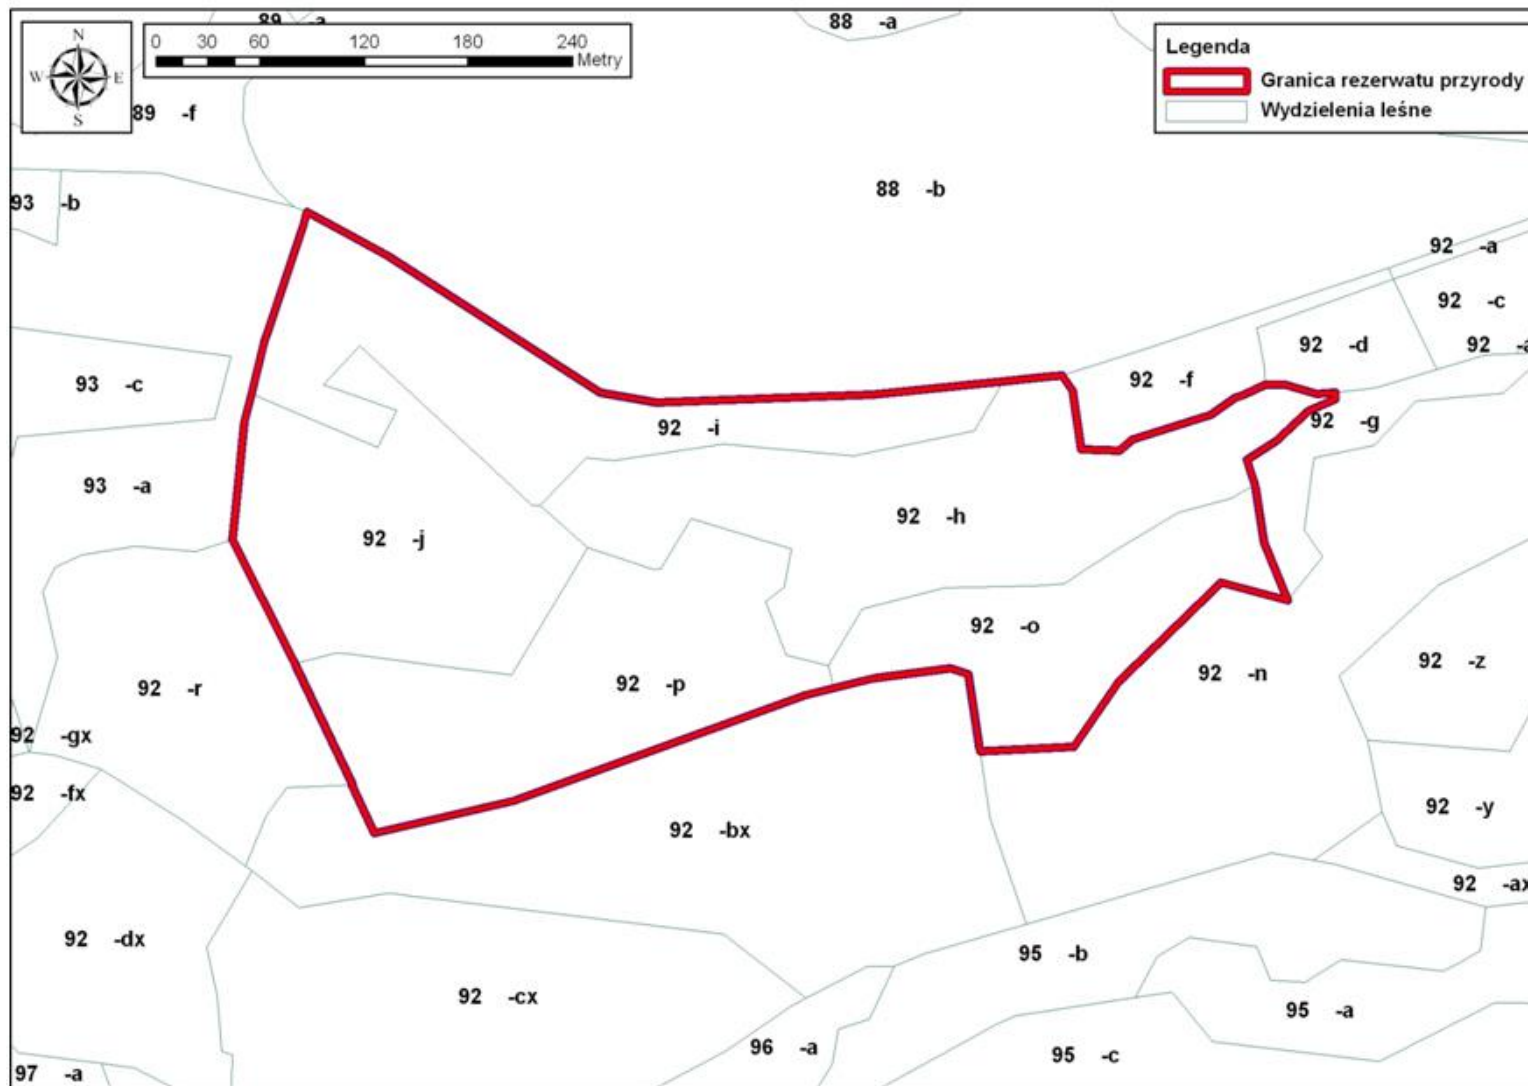 89 -a
88 -a
N
W E
S
0 30 60 120 180 240
Metry
Legenda
Granica rezerwatu przyrody
Wydzielenia leśne
89 -f
93 -b
88 -b
92 -a
92 -c
92 -d
92 -a
93 -c
92 -f
92 -i
92 -g
93 -a
92 -h
92 -j
92 -o
92 -z
92 -p
92 -n
92 -r
92 -gx
92 -fx
92 -y
92 -bx
92 -ax
92 -dx
95 -b
92 -cx
95 -a
96 -a
95 -c
97 -a